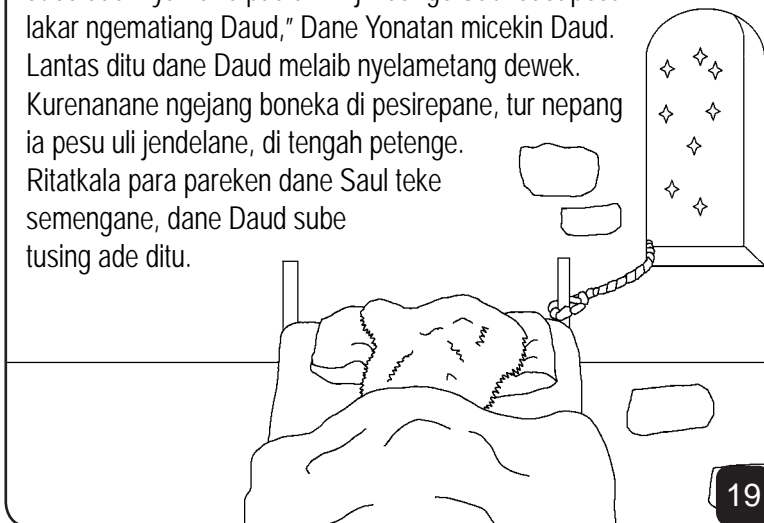 lakar ngematiang Daud,” Dane Yonatan micekin Daud.
Lantas ditu dane Daud melaib nyelametang dewek.
Kurenanane ngejang boneka di pesirepane, tur nepang
ia pesu uli jendelane, di tengah petenge.
Ritatkala para pareken dane Saul teke
semengane, dane Daud sube
tusing ade ditu.
19